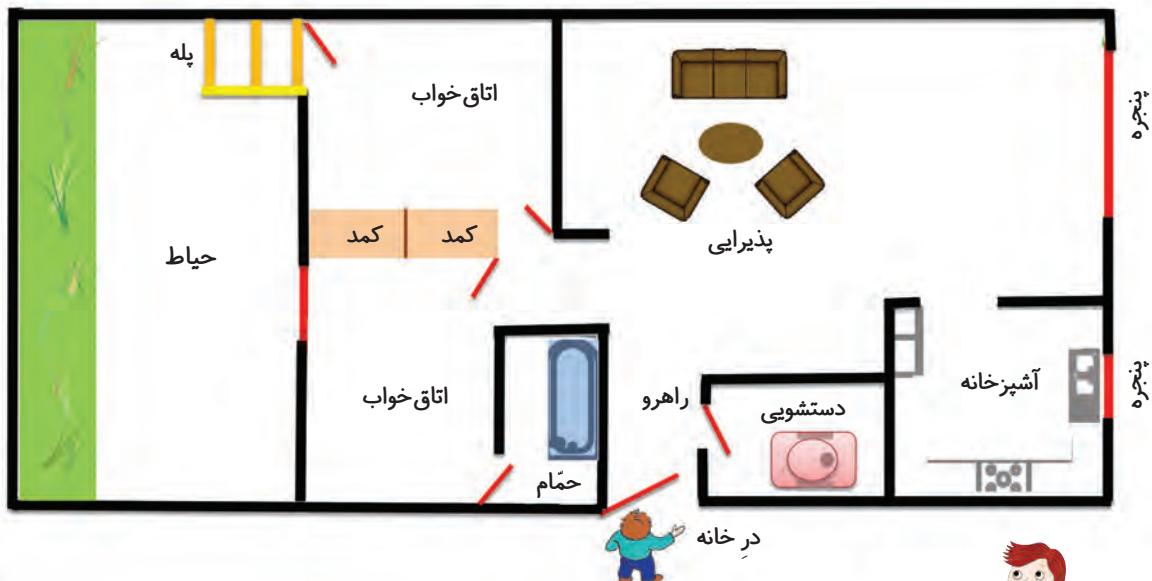 پله
اتاق‌خواب
پنجره
کمد
کمد
حیاط
پذیرایی
آشپزخانه
پنجره
اتاق‌خواب
راهرو
دستشویی
حمّام
درِ خانه